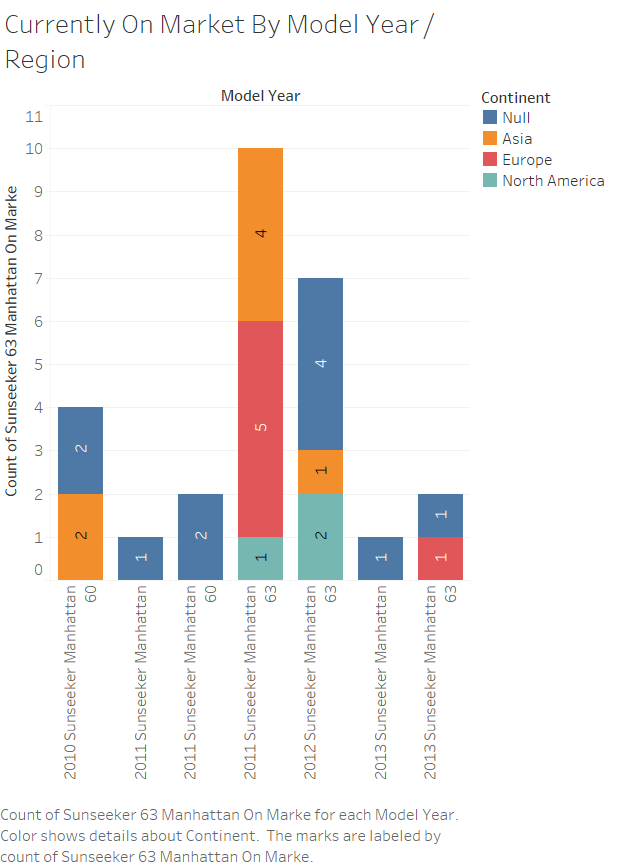 Currently On Market By Model Year /
Region
Model Year
Continent
Null
Asia
Europe
North America
Count of Sunseeker 63 Manhattan On Marke
11
10
9
8
7
6
5
4
3
2
1
0
2
2
1
2
4
5
1
4
1
2
1
1
1
2010 Sunseeker Manhattan
60
2011 Sunseeker Manhattan
2011 Sunseeker Manhattan
60
2011 Sunseeker Manhattan
63
2012 Sunseeker Manhattan
63
2013 Sunseeker Manhattan
2013 Sunseeker Manhattan
63
Count of Sunseeker 63 Manhattan On Marke for each Model Year.
Color shows details about Continent.  The marks are labeled by
count of Sunseeker 63 Manhattan On Marke.